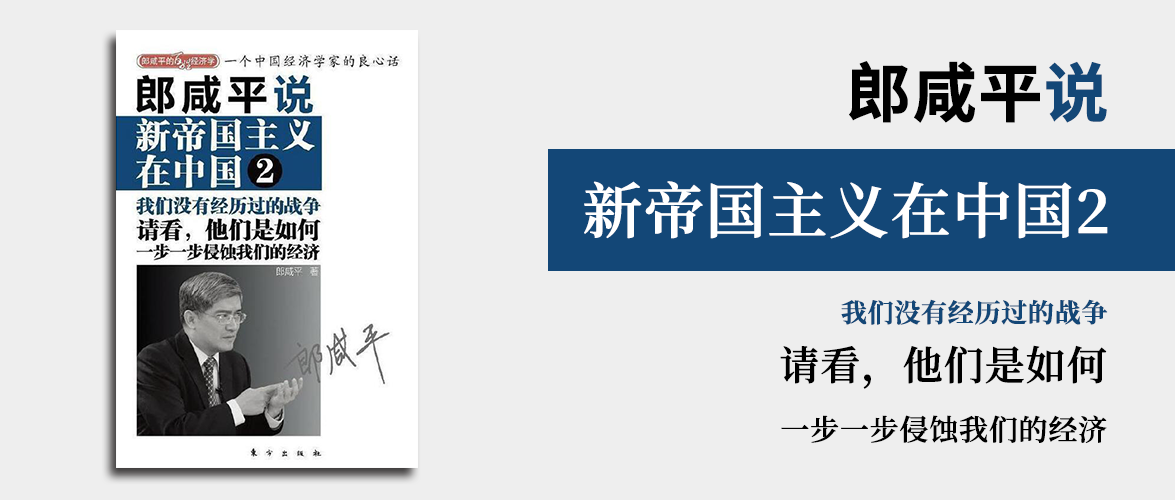 郎咸平的百姓经济学 一个中国经济学家的良心话
郎咸平说
新帝国主义
在中国2
我们没有经历过的战争
请看，他们是如何
一步一步侵蚀我们的经济
郎咸平 著
郎咸平
东方出版社
郎咸平说
新帝国主义在中国2
我们没有经历过的战争
请看，他们是如何
一步一步侵蚀我们的经济